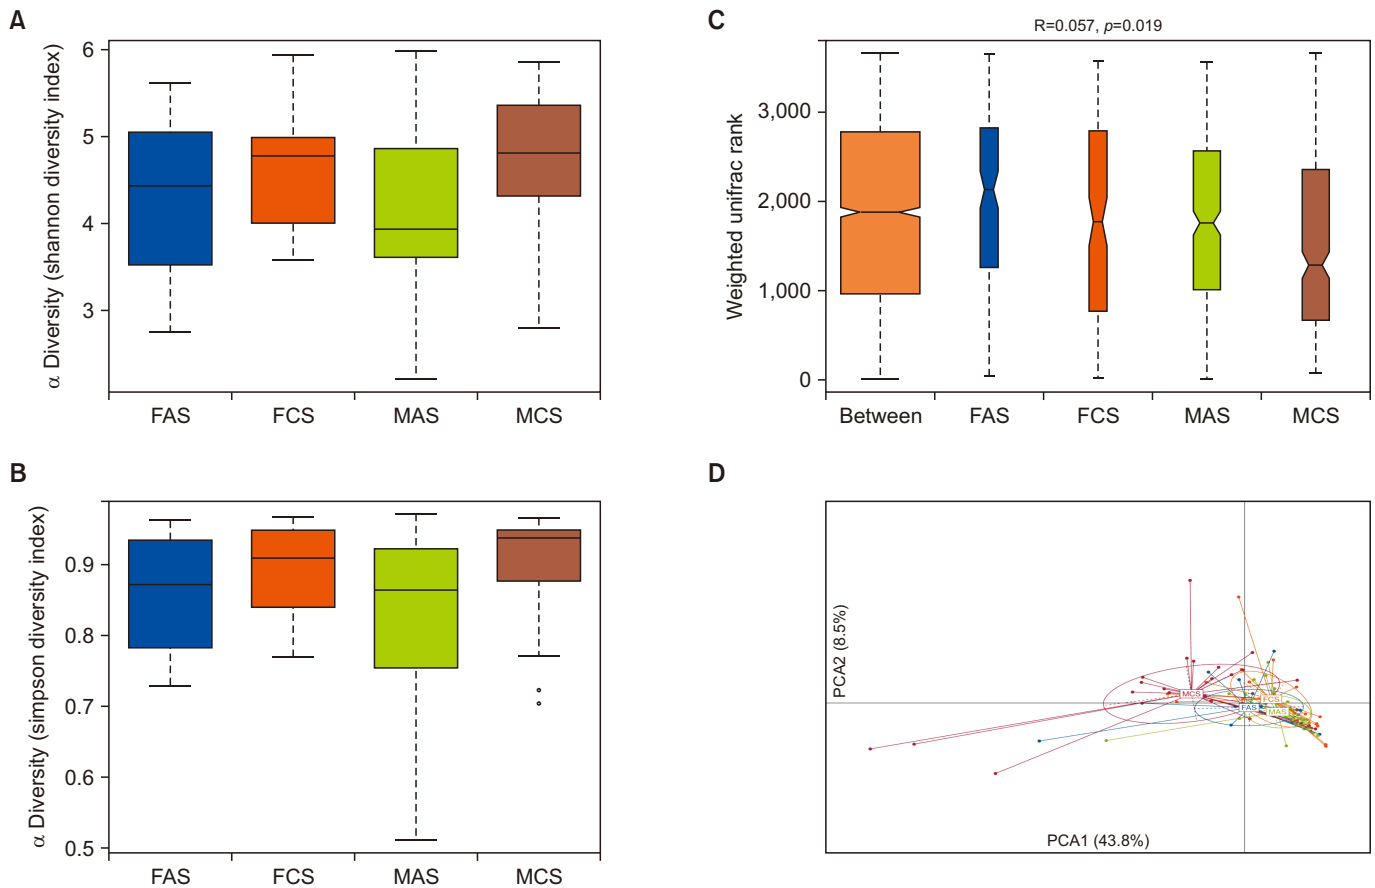 A
α Diversity (shannon diversity index)
6
5
4
3
FAS FCS MAS MCS
B
α Diversity (simpson diversity index)
0.9
0.8
0.7
0.6
0.5
FAS FCS MAS MCS
C
R=0.057, p=0.019
Weighted unifrac rank
3,000
2,000
1,000
0
Between FAS FCS MAS MCS
D
PCA2 (8.5%)
MCS
FCS
FAS
MAS
PCA1 (43.8%)